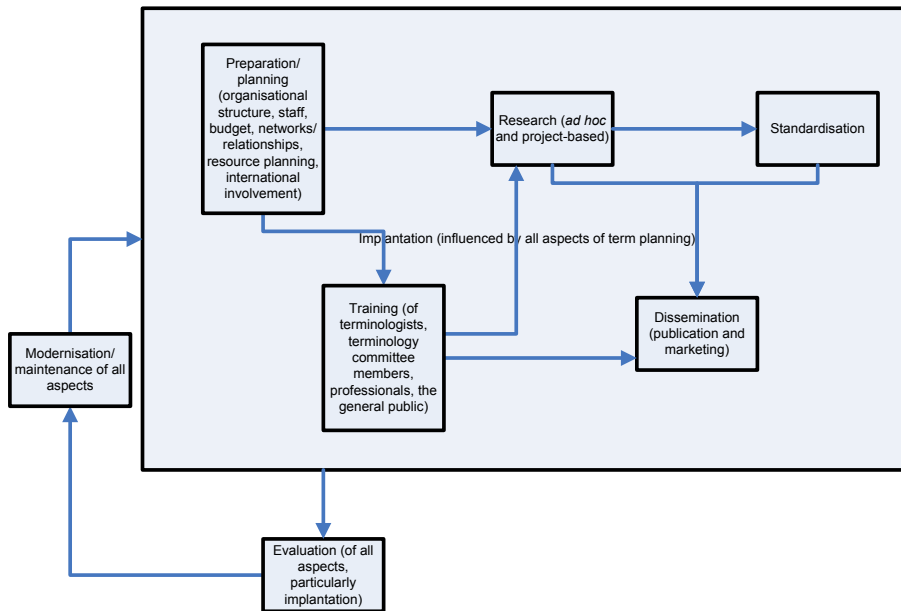 Preparation/
planning
(organisational
structure, staff,
budget, networks/
relationships,
resource planning,
international
involvement)
Research (ad hoc
and project-based)
Standardisation
Implantation (influenced by all aspects of term planning)
Training (of
terminologists,
terminology
committee
members,
professionals, the
general public)
Dissemination
(publication and
marketing)
Modernisation/
maintenance of all
aspects
Evaluation (of all
aspects,
particularly
implantation)